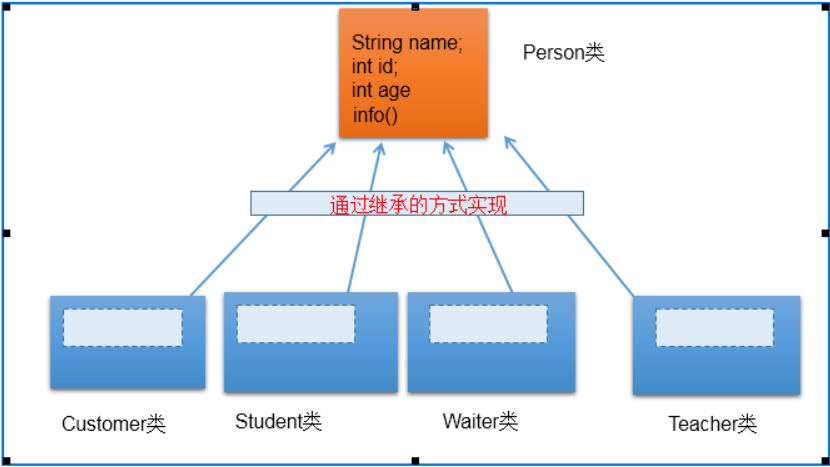 String name;
int id;
int age
info()
Person类
通过继承的方式实现
Customer类
Student类
Waiter类
Teacher类